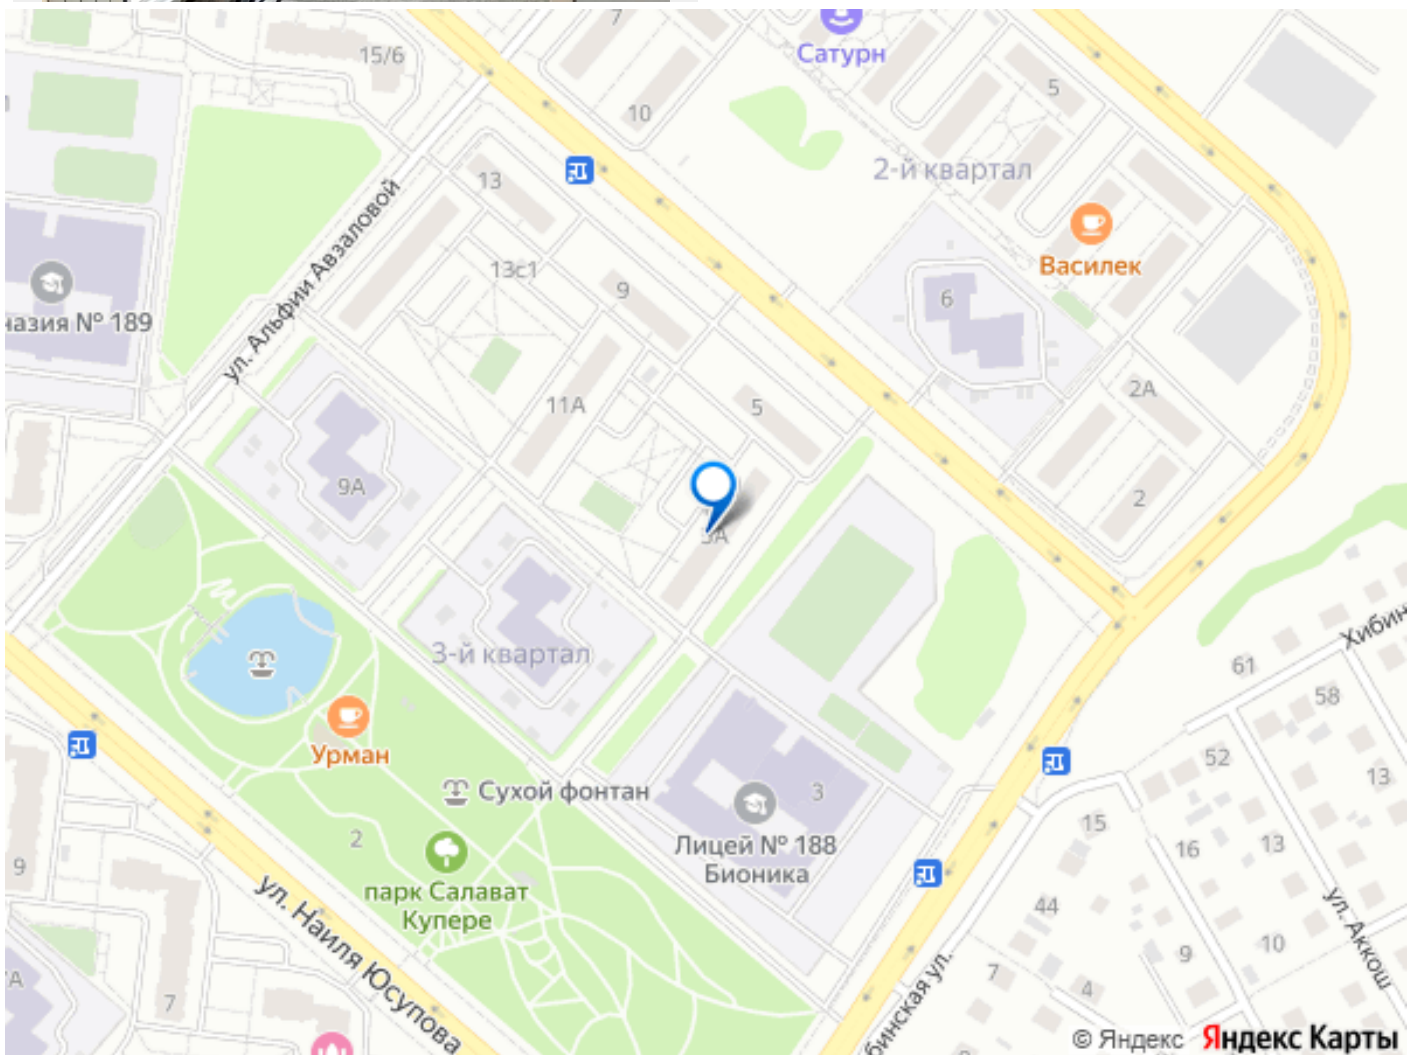 7
Сатурн
15/6
5
10
2-й квартал
13
ул. Альфии Авзаловой
Василек
13с1
9
6
назия № 189
2А
11А
5
9А
2
3А
Хибин
61
3-й квартал
58
52
Урман
13
Сухой фонтан
3
15
2
Лицей № 188
Бионика
16
13
9
парк Салават
Купере
44
ул. Наиля Юсупова
ул. Аккош
10
9
7
бинская ул.
А
7
4
© Яндекс Яндекс Карты